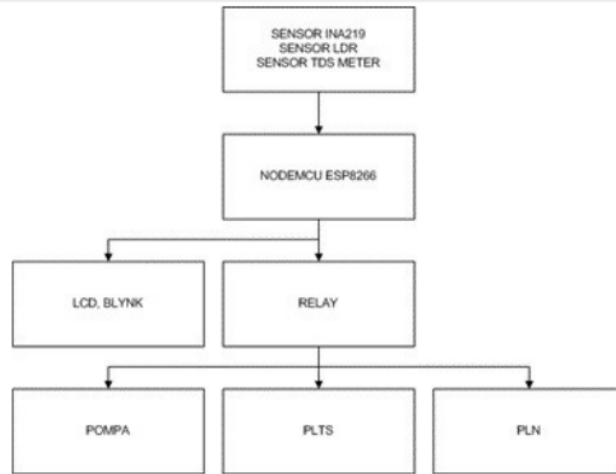 SENSOR INA219
SENSOR LDR
SENSOR TDS METER
NODEMCU ESP8266
LCD, BLYNK
RELAY
POMPA
PLTS
PLN